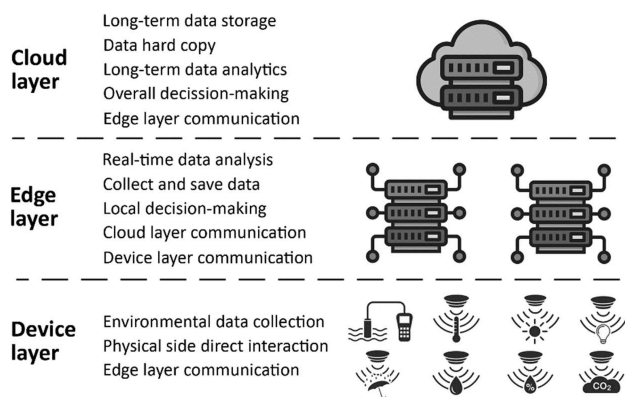 Cloud
layer
Long-term data storage
Data hard copy
Long-term data analytics
Overall decission-making
Edge layer communication
Edge
layer
Real-time data analysis
Collect and save data
Local decision-making
Cloud layer communication
Device layer communication
Device
layer
Environmental data collection
Physical side direct interaction
Edge layer communication
%
CO2